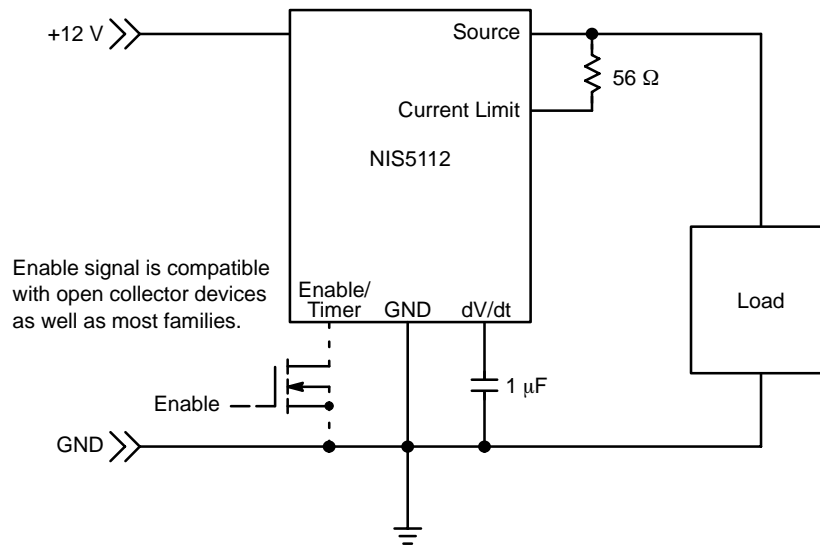 +12 V
Source
56 Ω
Current Limit
NIS5112
Enable signal is compatible
with open collector devices
as well as most families.
Enable/
Timer
GND
dV/dt
Load
1 μF
Enable
GND